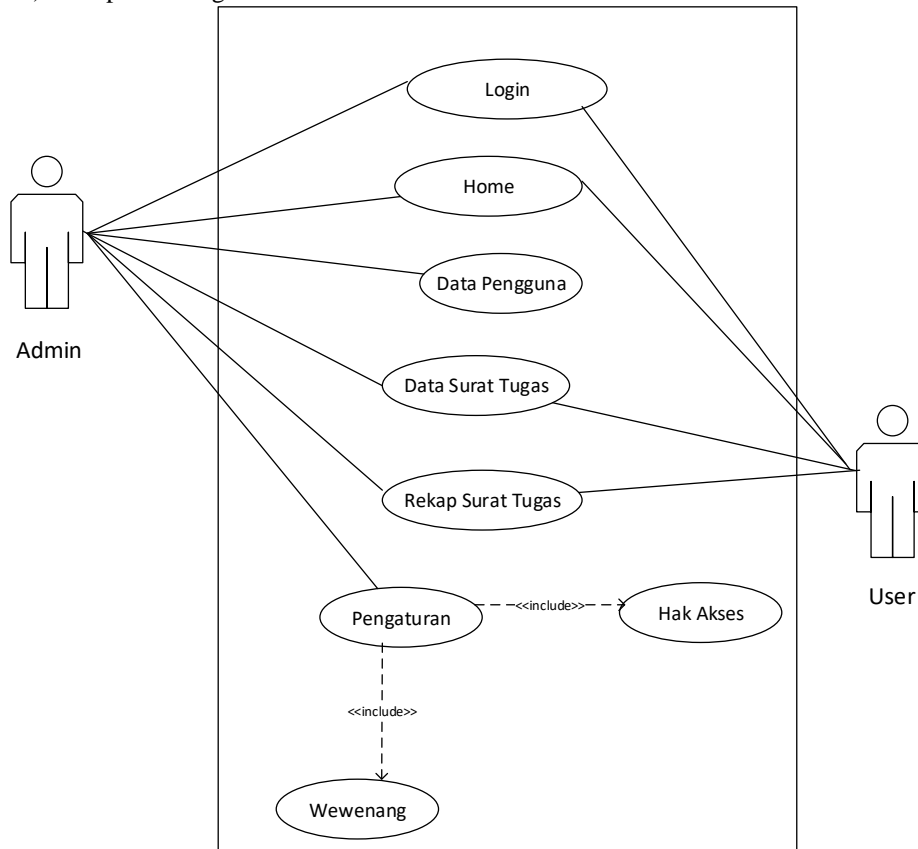 Login
Home
Data Pengguna
Admin
Data Surat Tugas
Rekap Surat Tugas
User
Pengaturan
<<include>>
Hak Akses
<<include>>
Wewenang